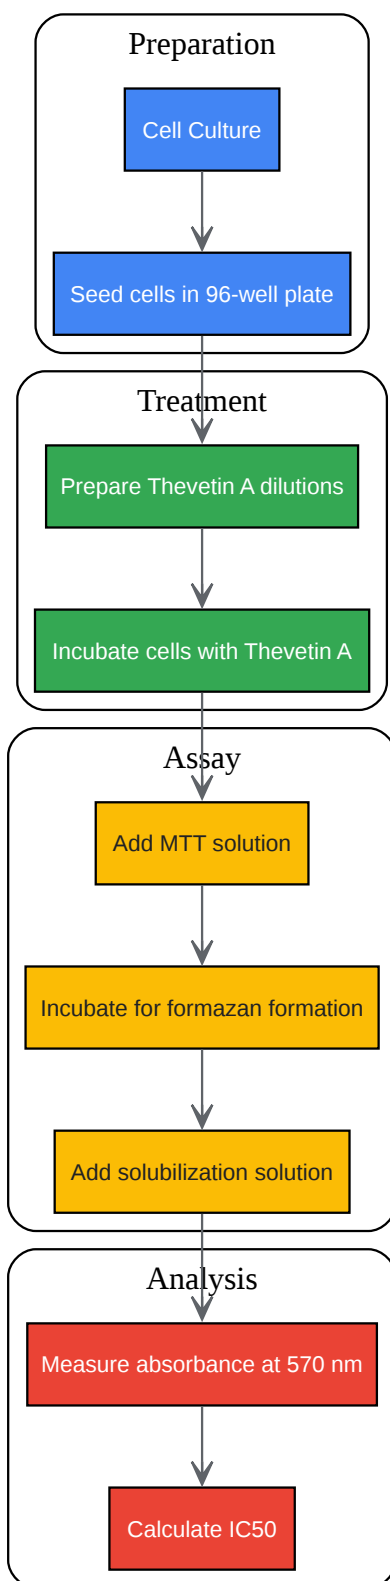 Preparation
Cell Culture
Seed cells in 96-well plate
Treatment
Prepare Thevetin A dilutions
Incubate cells with Thevetin A
Assay
Add MTT solution
Incubate for formazan formation
Add solubilization solution
Analysis
Measure absorbance at 570 nm
Calculate IC50